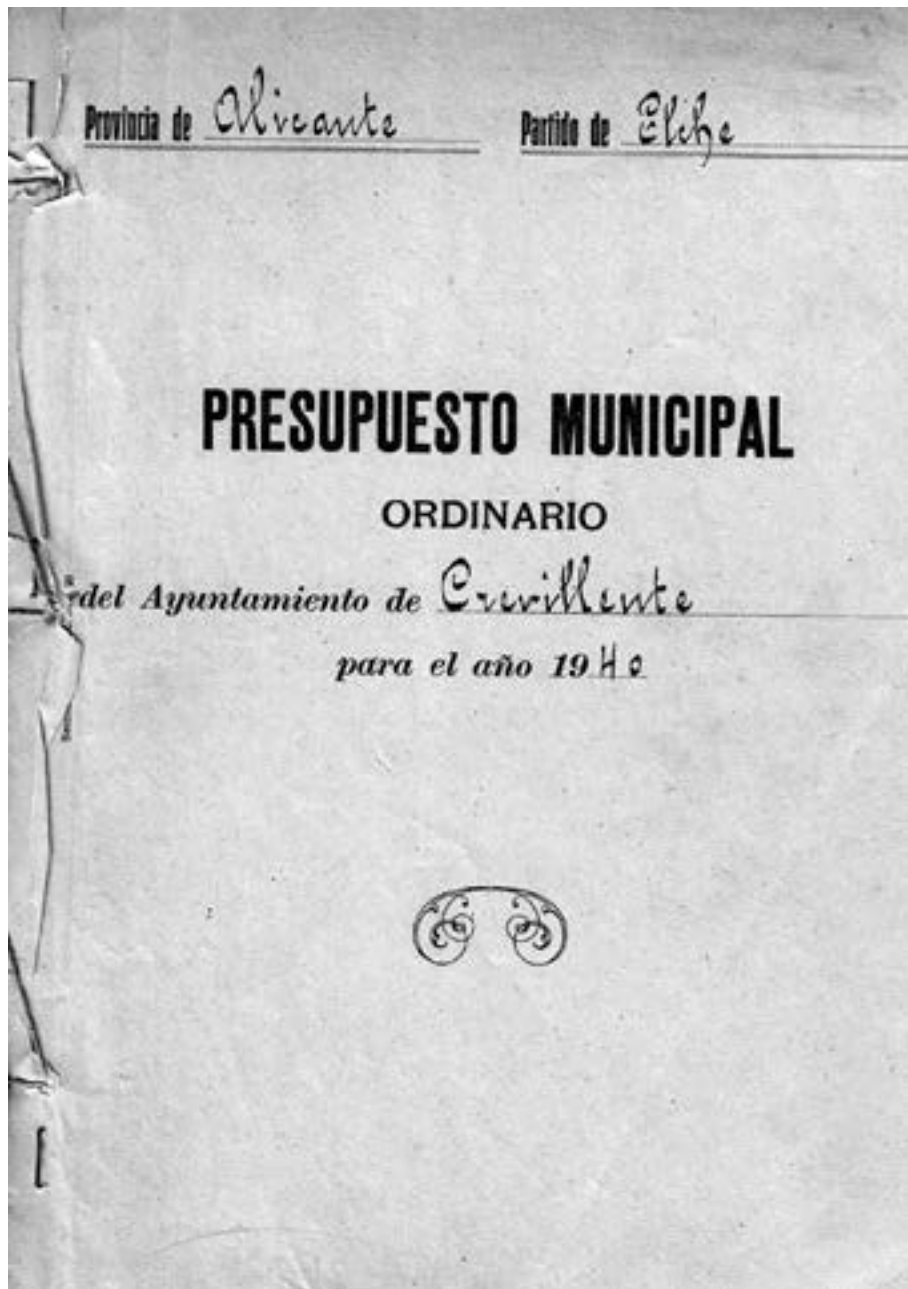 Provincia de Alicante Partido de Elche
PRESUPUESTO MUNICIPAL
ORDINARIO
del Ayuntamiento de Crevillente
para el año 1940